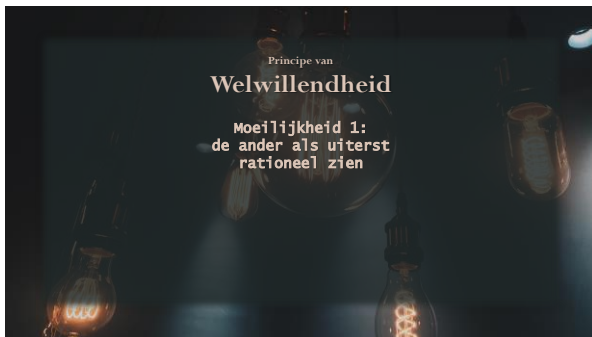 Principe van
Welwillendheid
Moeilijkheid 1:
de ander als uiterst
rationeel zien